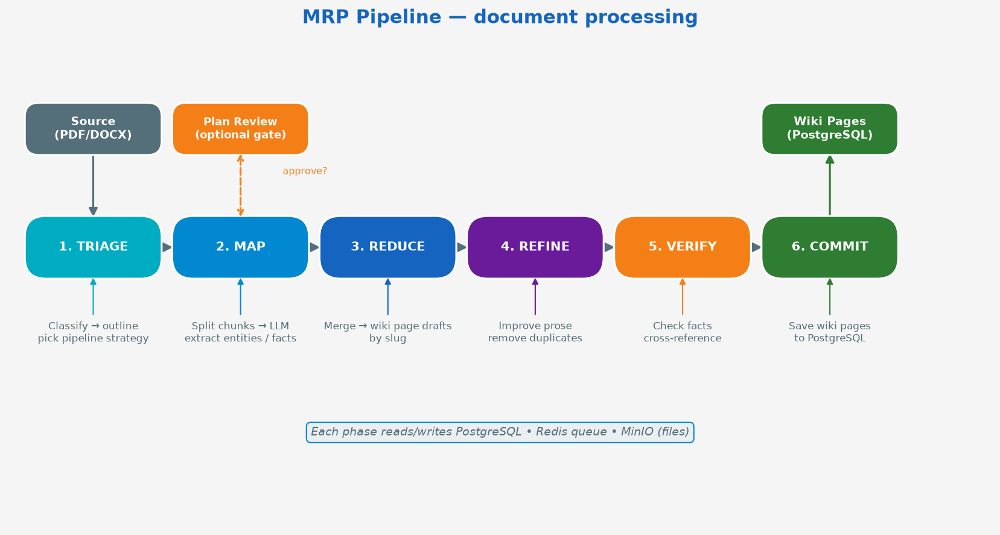 MRP Pipeline — document processing
Source
(PDF/DOCX)
Plan Review
(optional gate)
Wiki Pages
(PostgreSQL)
approve?
1. TRIAGE
2. MAP
3. REDUCE
4. REFINE
5. VERIFY
6. COMMIT
Classify → outline
pick pipeline strategy
Split chunks → LLM
extract entities / facts
Merge → wiki page drafts
by slug
Improve prose
remove duplicates
Check facts
cross-reference
Save wiki pages
to PostgreSQL
Each phase reads/writes PostgreSQL • Redis queue • MinIO (files)